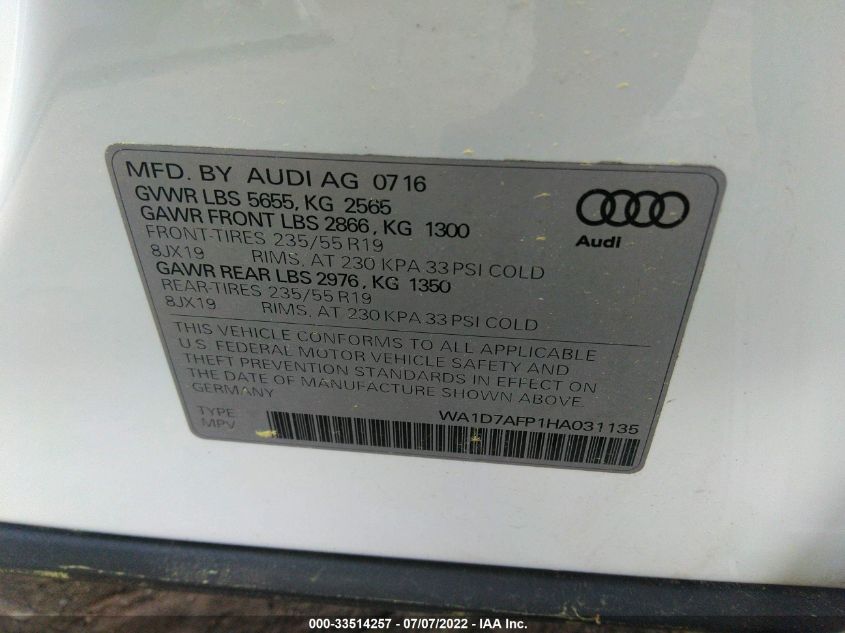 MFD. BY AUDI AG 0716
GVWR LBS 5655, KG 2565
GAWR FRONT LBS 2866, KG 1300
FRONT-TIRES 235/55 R19
8JX19 RIMS, AT 230 KPA 33 PSI COLD
GAWR REAR LBS 2976, KG 1350
REAR-TIRES 235/55 R19
8JX19 RIMS, AT 230 KPA 33 PSI COLD
Audi
THIS VEHICLE CONFORMS TO ALL APPLICABLE
U.S. FEDERAL MOTOR VEHICLE SAFETY AND
THEFT PREVENTION STANDARDS IN EFFECT ON
THE DATE OF MANUFACTURE SHOWN ABOVE.
GERMANY
TYPE WA1D7AFP1HA031135
MPV
000-33514257 - 07/07/2022 - IAA Inc.